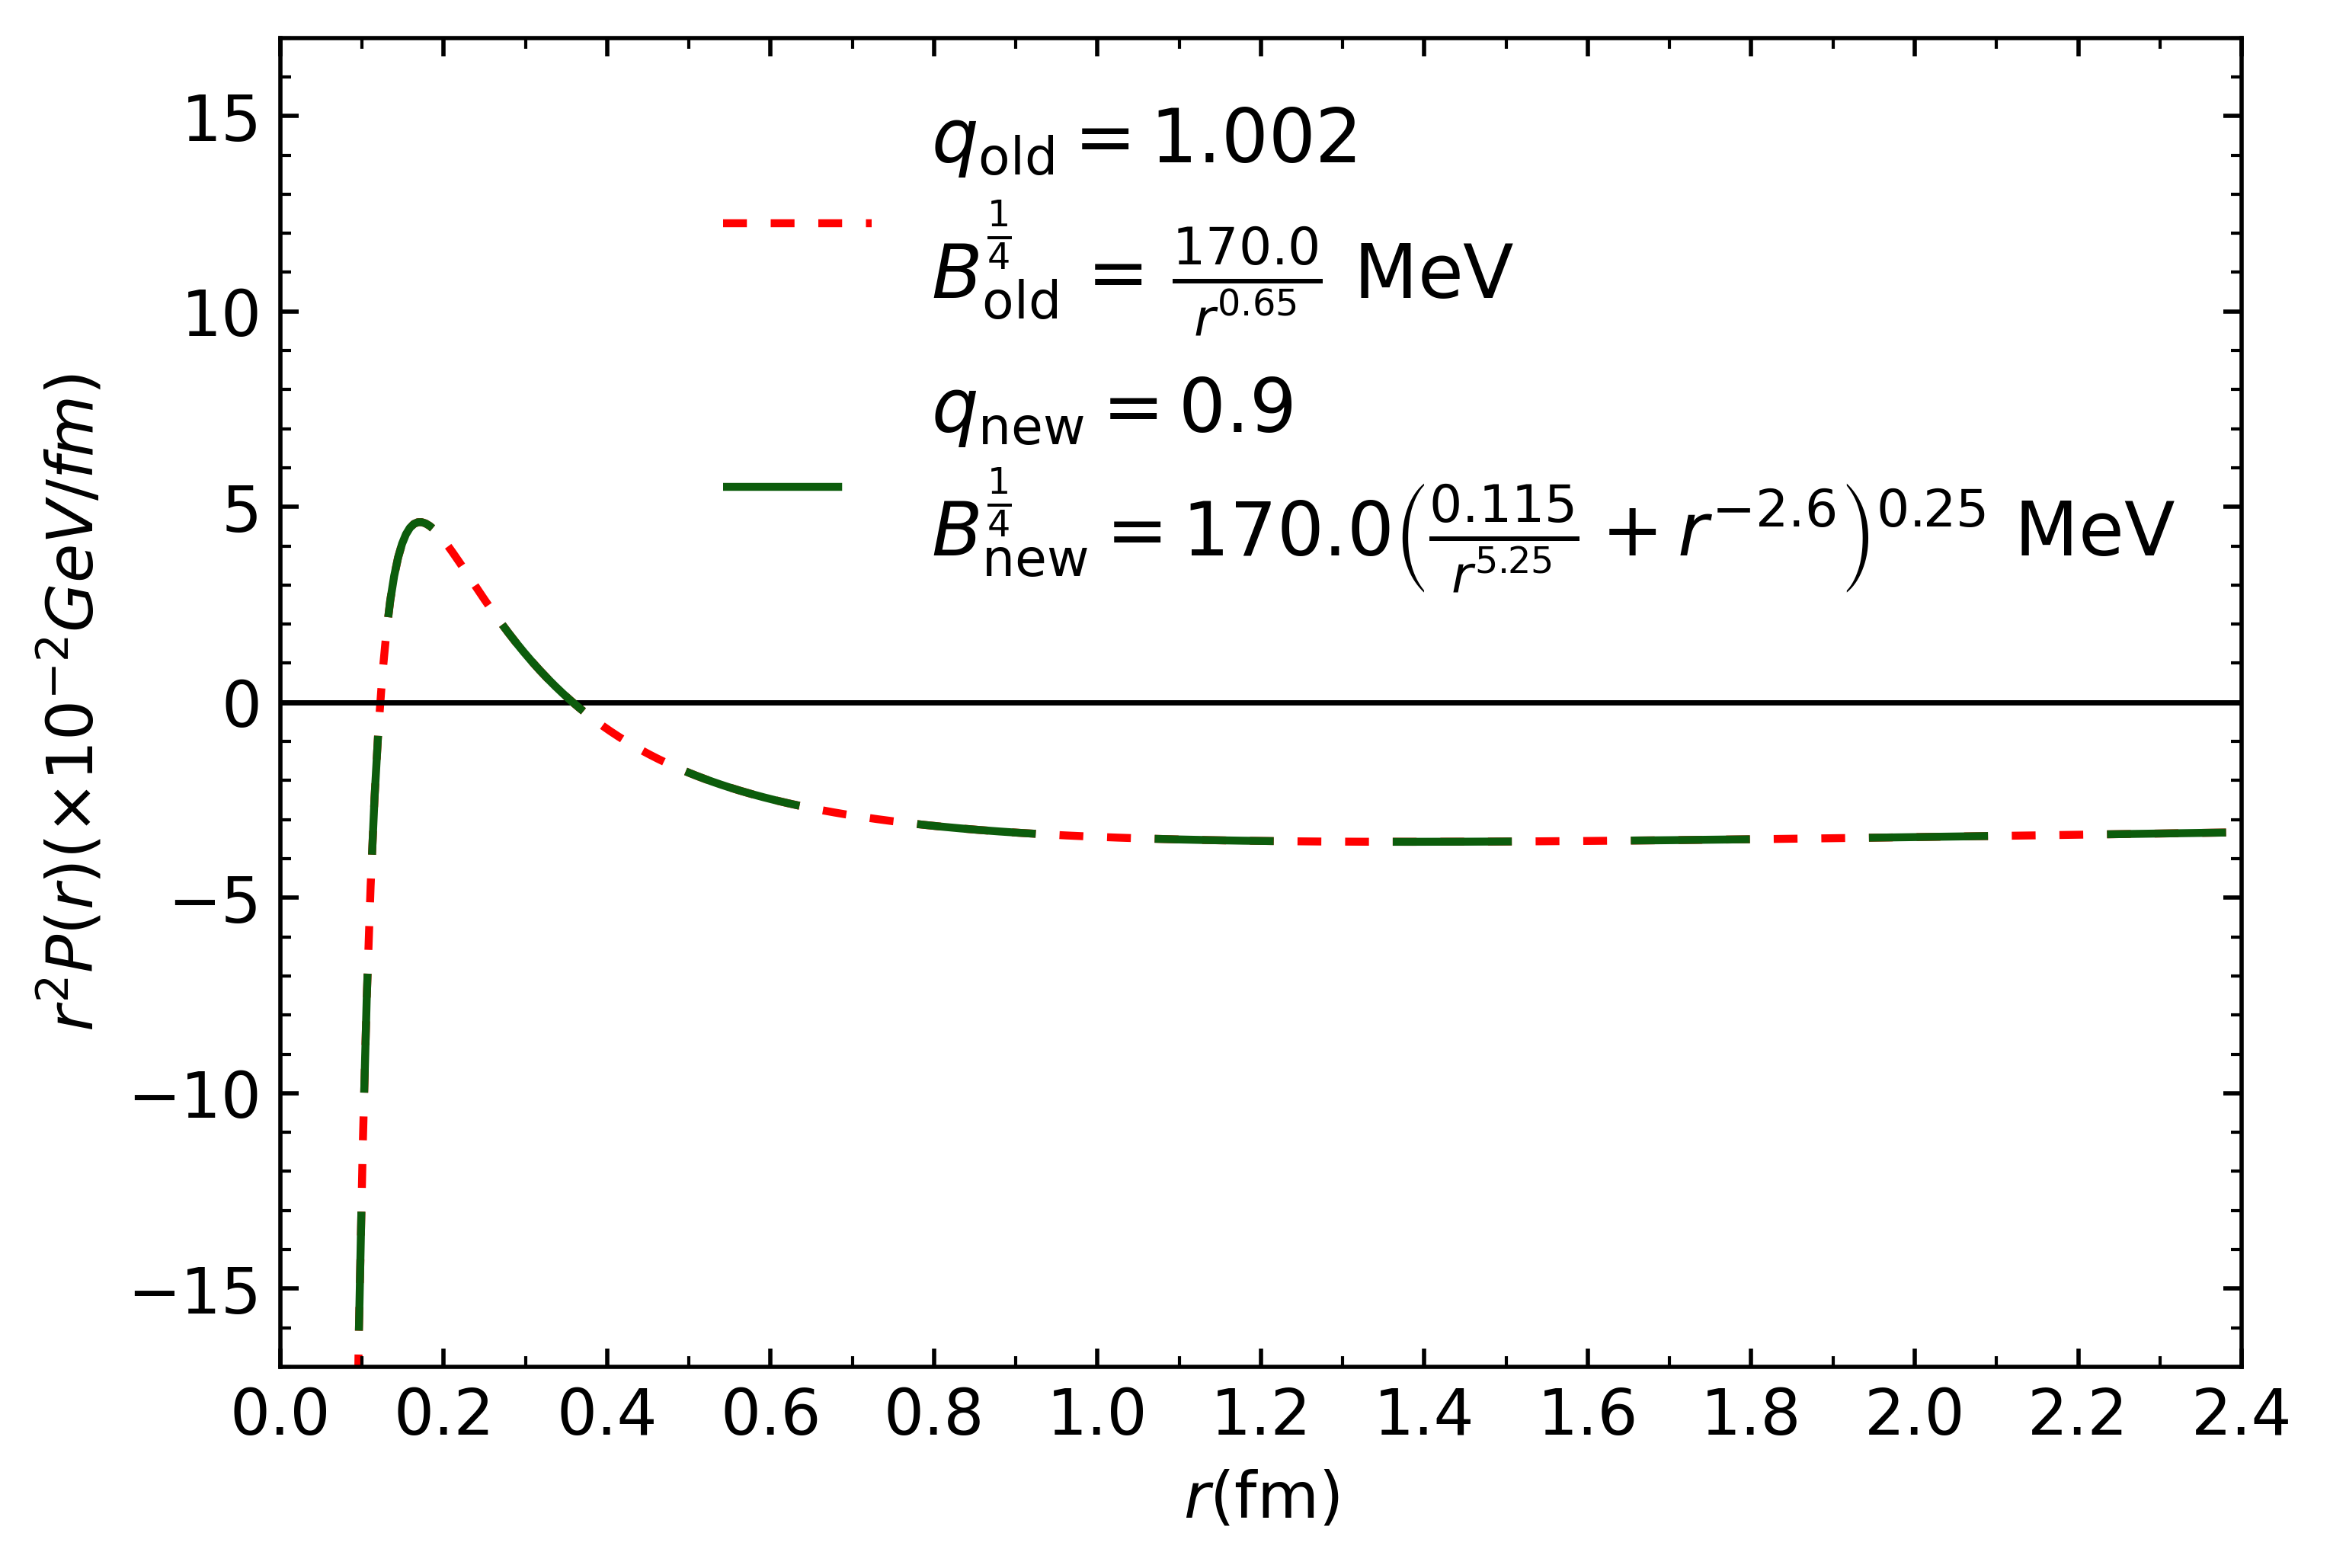 15
10
5
0
−5
−10
−15
r²P(r)(×10⁻²GeV/fm)
q_old = 1.002
B_old^{1/4} = 170.0/r^{0.65} MeV
q_new = 0.9
B_new^{1/4} = 170.0(0.115/r^{5.25} + r^{−2.6})^{0.25} MeV
0.0 0.2 0.4 0.6 0.8 1.0 1.2 1.4 1.6 1.8 2.0 2.2 2.4
r(fm)